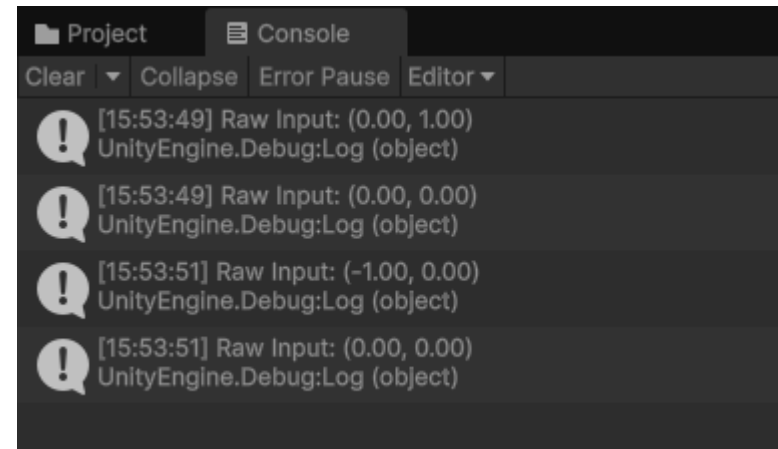 Project
Console
Clear
Collapse
Error Pause
Editor
[15:53:49] Raw Input: (0.00, 1.00)
UnityEngine.Debug:Log (object)
[15:53:49] Raw Input: (0.00, 0.00)
UnityEngine.Debug:Log (object)
[15:53:51] Raw Input: (-1.00, 0.00)
UnityEngine.Debug:Log (object)
[15:53:51] Raw Input: (0.00, 0.00)
UnityEngine.Debug:Log (object)